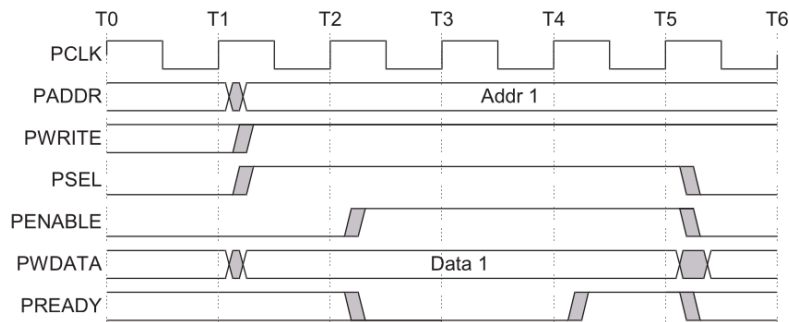 T0 T1 T2 T3 T4 T5 T6
PCLK
PADDR Addr 1
PWRITE
PSEL
PENABLE
PWDATA Data 1
PREADY